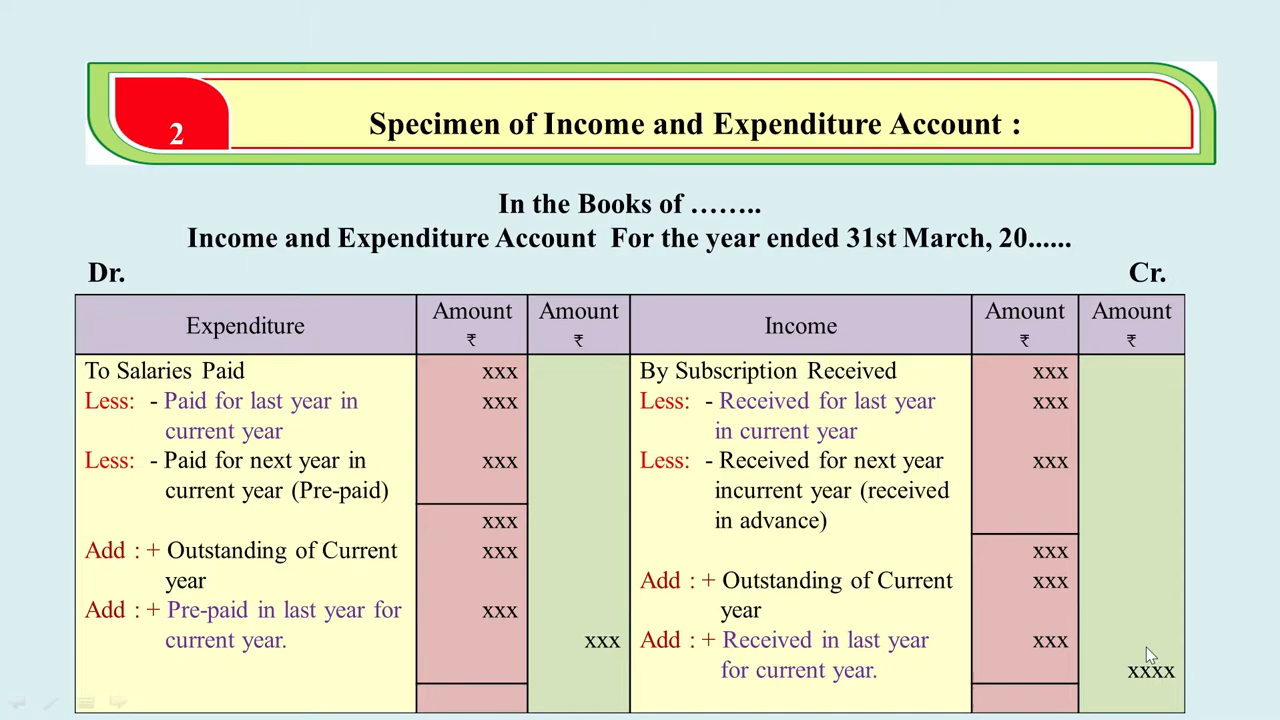 2
Specimen of Income and Expenditure Account :
In the Books of ……..
Income and Expenditure Account For the year ended 31st March, 20......
Dr. Cr.
Expenditure Amount ₹ Amount ₹ Income Amount ₹ Amount ₹
To Salaries Paid xxx By Subscription Received xxx
Less: - Paid for last year in xxx Less: - Received for last year xxx
current year in current year
Less: - Paid for next year in xxx Less: - Received for next year xxx
current year (Pre-paid) incurrent year (received
xxx in advance)
Add : + Outstanding of Current xxx xxx
year Add : + Outstanding of Current xxx
Add : + Pre-paid in last year for xxx year
current year. xxx Add : + Received in last year xxx
for current year. xxxx